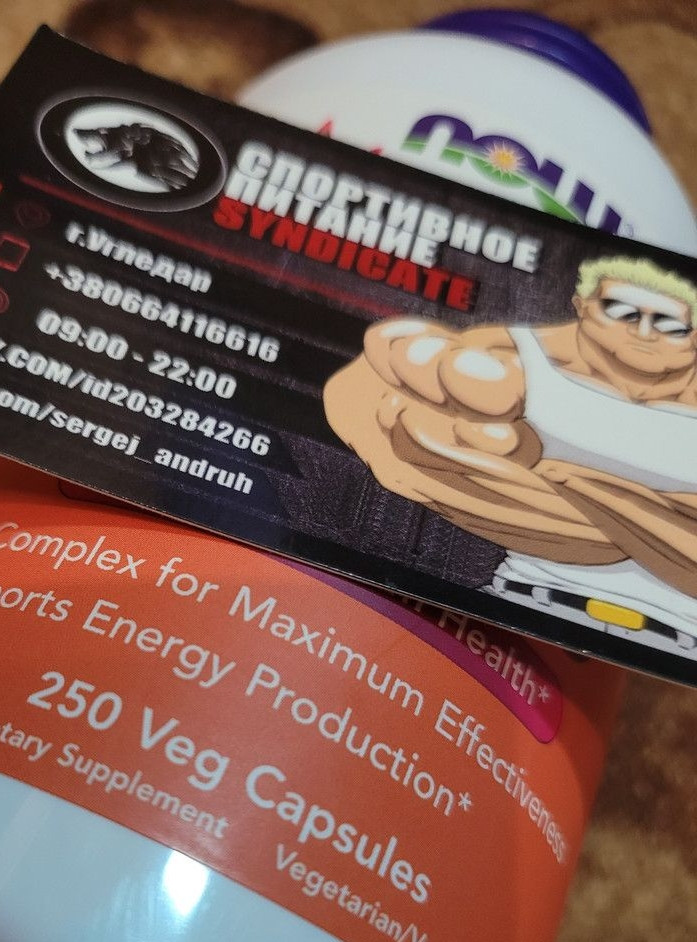 now
СПОРТИВНОЕ
ПИТАНИЕ
SYNDICATE
г.Угледар
+380664116616
09:00 - 22:00
.COM/id203284266
om/sergej_andruh
Health*
Complex for Maximum Effectiveness
orts Energy Production*
250 Veg Capsules
tary Supplement
Vegetarian/V